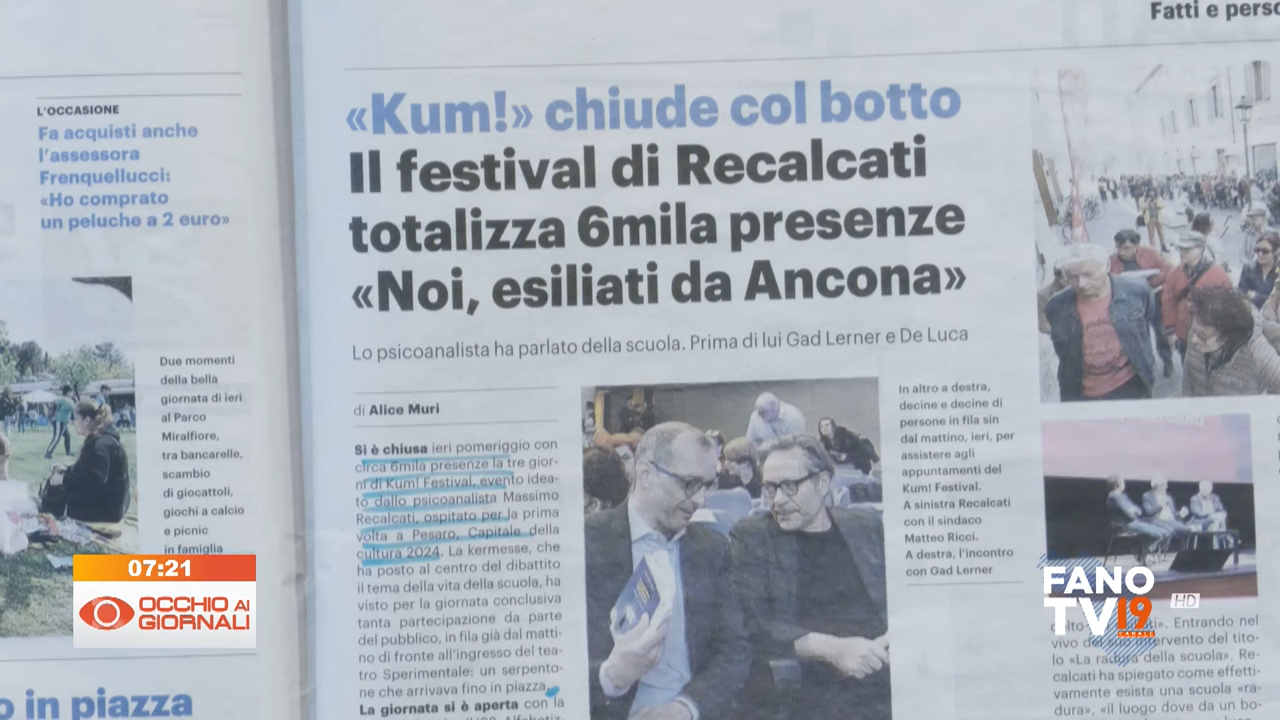 Fatti e perso
L'OCCASIONE
Fa acquisti anche
l'assessora
Frenquellucci:
«Ho comprato
un peluche a 2 euro»
Due momenti
della bella
giornata di ieri
al Parco
Miralfiore,
tra bancarelle,
scambio
di giocattoli,
giochi a calcio
e picnic
in famiglia
o in piazza
«Kum!» chiude col botto
Il festival di Recalcati
totalizza 6mila presenze
«Noi, esiliati da Ancona»
Lo psicoanalista ha parlato della scuola. Prima di lui Gad Lerner e De Luca
di Alice Muri
Si è chiusa ieri pomeriggio con
circa 6mila presenze la tre gior-
ni di Kum! Festival, evento idea-
to dallo psicoanalista Massimo
Recalcati, ospitato per la prima
volta a Pesaro, Capitale della
cultura 2024. La kermesse, che
ha posto al centro del dibattito
il tema della vita della scuola, ha
visto per la giornata conclusiva
tanta partecipazione da parte
del pubblico, in fila già dal matti-
no di fronte all'ingresso del tea-
tro Sperimentale: un serpento-
ne che arrivava fino in piazza.
La giornata si è aperta con la
In altro a destra,
decine e decine di
persone in fila sin
dal mattino, ieri, per
assistere agli
appuntamenti del
Kum! Festival.
A sinistra Recalcati
con il sindaco
Matteo Ricci.
A destra, l'incontro
con Gad Lerner
Entrando nel
vivo del suo intervento del tito-
lo «La radura della scuola», Re-
calcati ha spiegato come effetti-
vamente esista una scuola «ra-
dura», «il luogo dove da un bo-
07:21
OCCHIO AI
GIORNALI
FANO
TV 19
CANALE
HD